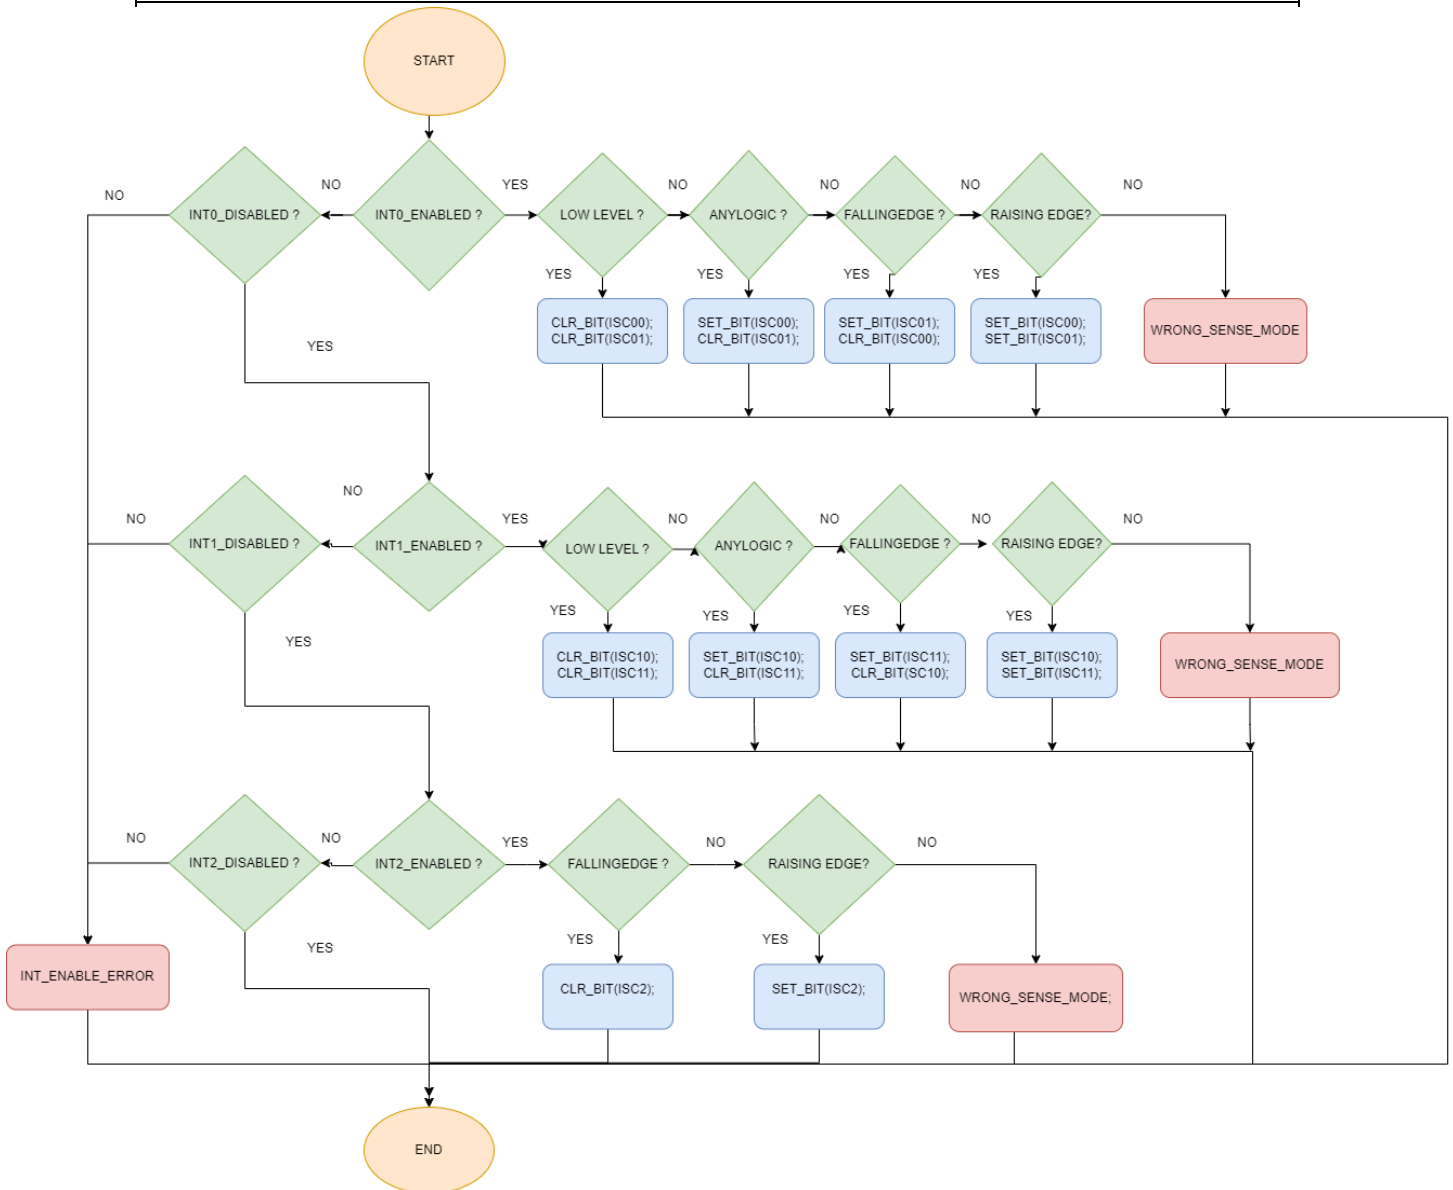 START
NO
NO
YES
NO
NO
NO
NO
INT0_DISABLED ?
INT0_ENABLED ?
LOW LEVEL ?
ANYLOGIC ?
FALLINGEDGE ?
RAISING EDGE?
YES
YES
YES
YES
CLR_BIT(ISC00);
CLR_BIT(ISC01);
SET_BIT(ISC00);
CLR_BIT(ISC01);
SET_BIT(ISC01);
CLR_BIT(ISC00);
SET_BIT(ISC00);
SET_BIT(ISC01);
WRONG_SENSE_MODE
YES
NO
NO
YES
NO
NO
NO
NO
INT1_DISABLED ?
INT1_ENABLED ?
LOW LEVEL ?
ANYLOGIC ?
FALLINGEDGE ?
RAISING EDGE?
YES
YES
YES
YES
YES
CLR_BIT(ISC10);
CLR_BIT(ISC11);
SET_BIT(ISC10);
CLR_BIT(ISC11);
SET_BIT(ISC11);
CLR_BIT(SC10);
SET_BIT(ISC10);
SET_BIT(ISC11);
WRONG_SENSE_MODE
NO
NO
YES
NO
NO
INT2_DISABLED ?
INT2_ENABLED ?
FALLINGEDGE ?
RAISING EDGE?
YES
YES
YES
INT_ENABLE_ERROR
CLR_BIT(ISC2);
SET_BIT(ISC2);
WRONG_SENSE_MODE;
END